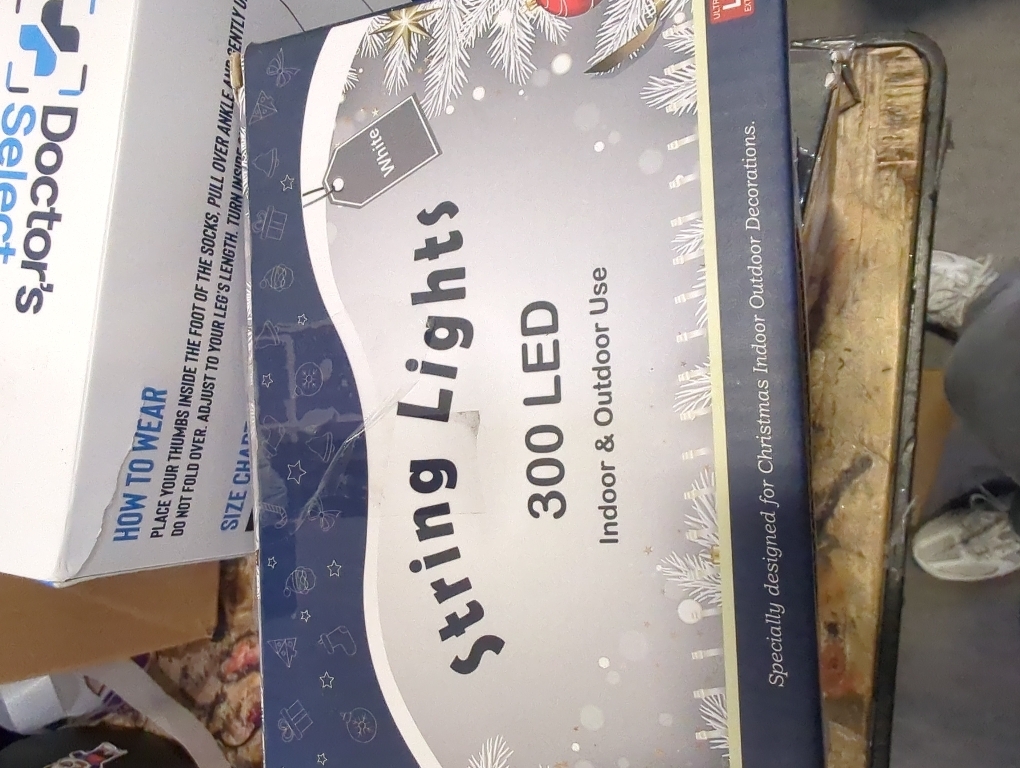 Doctor's
Select
HOW TO WEAR
PLACE YOUR THUMBS INSIDE THE FOOT OF THE SOCKS, PULL OVER ANKLE AND GENTLY
DO NOT FOLD OVER. ADJUST TO YOUR LEG'S LENGTH. TURN INSIDE
SIZE
White*
String Lights
300 LED
Indoor & Outdoor Use
Specially designed for Christmas Indoor Outdoor Decorations.